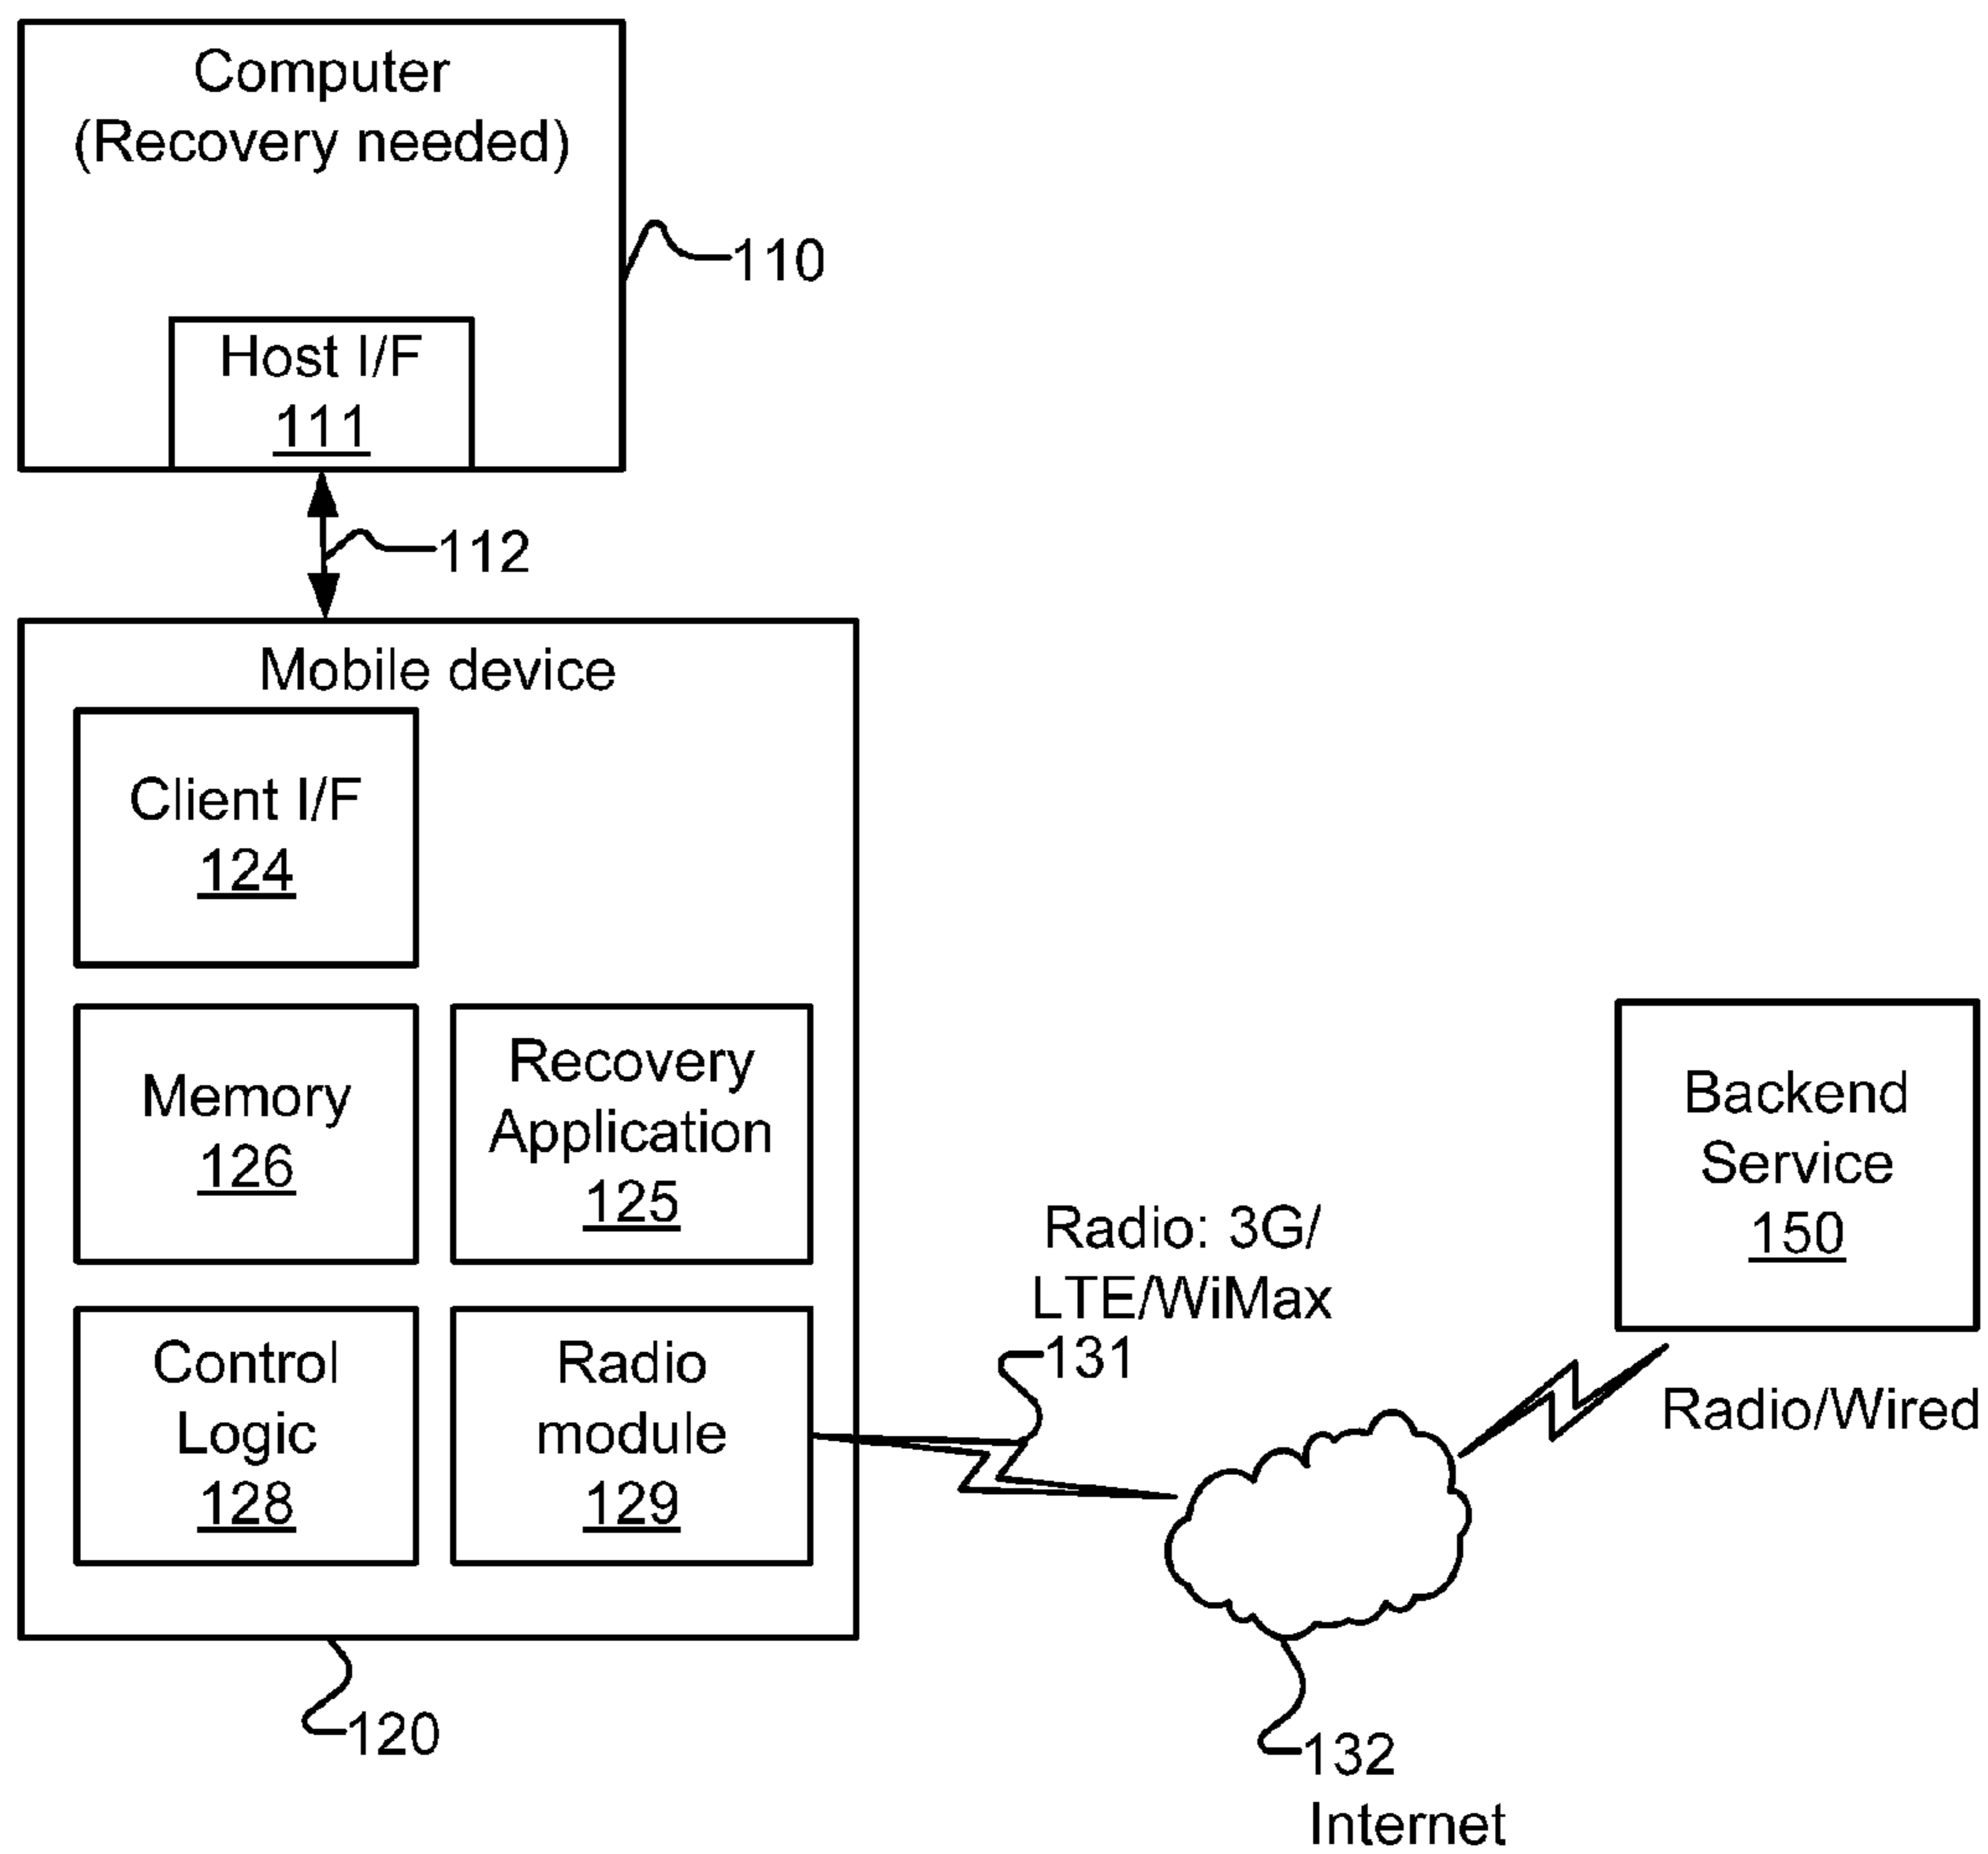 Computer
(Recovery needed)
110
Host I/F
111
112
Mobile device
Client I/F
124
Memory
126
Recovery
Application
125
Control
Logic
128
Radio
module
129
120
Radio: 3G/
LTE/WiMax
131
Backend
Service
150
Radio/Wired
132
Internet